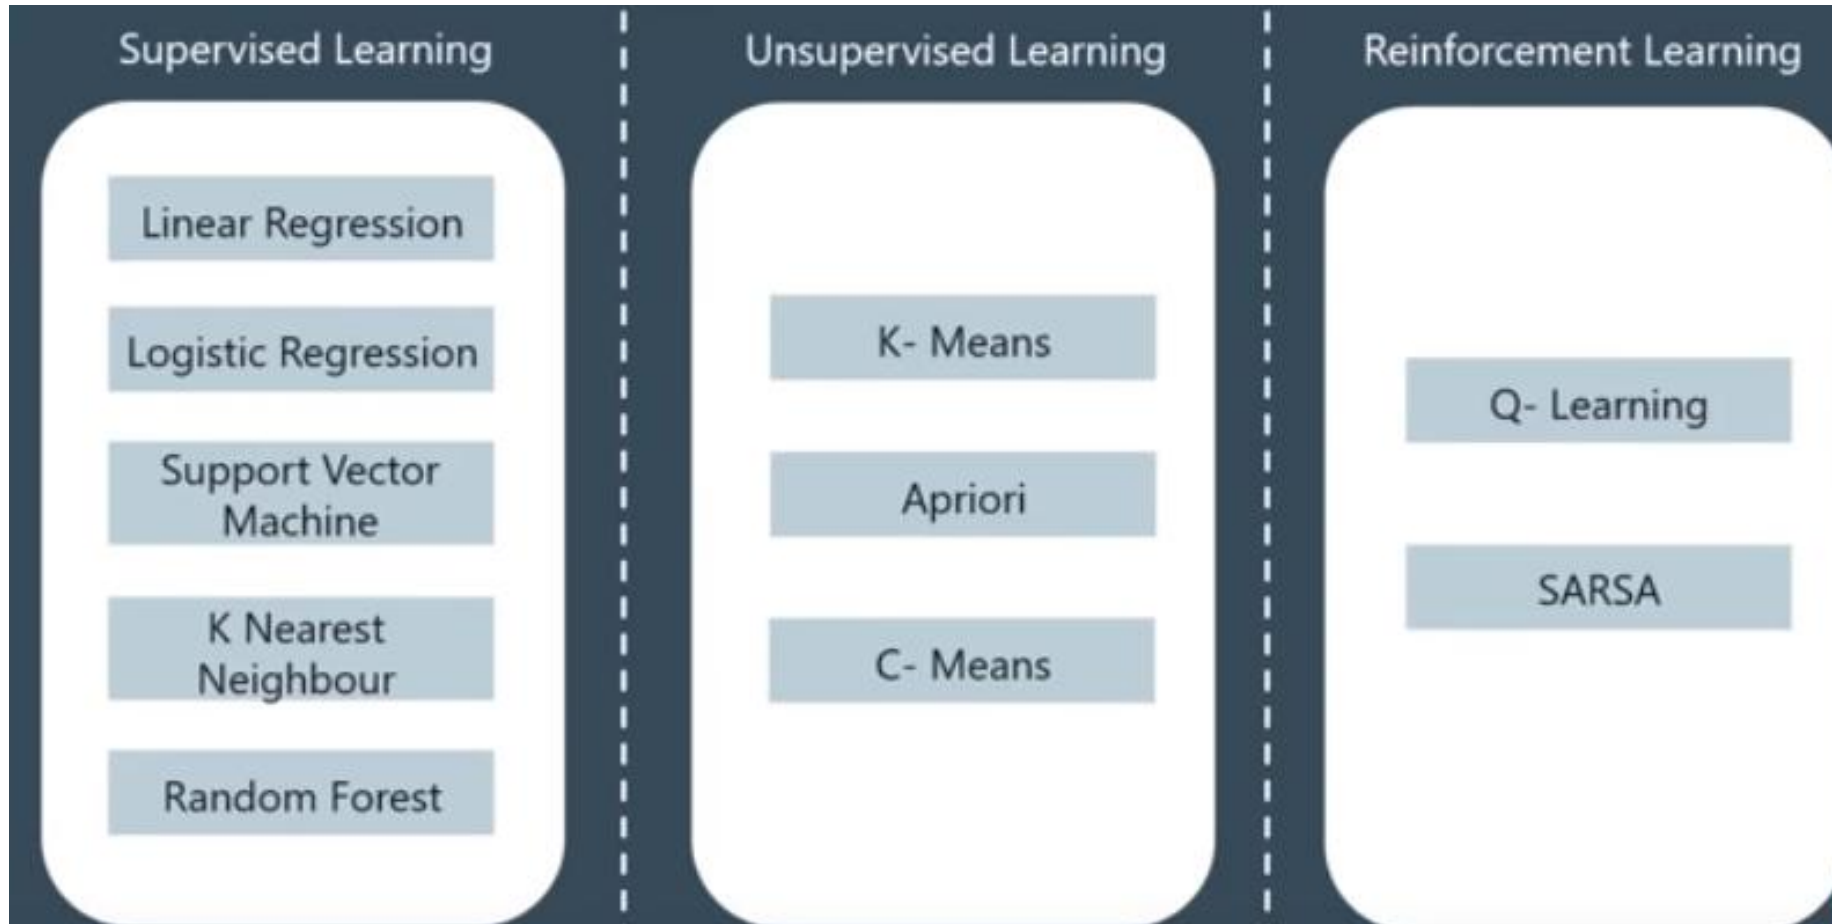 Supervised Learning
Linear Regression
Logistic Regression
Support Vector
Machine
K Nearest
Neighbour
Random Forest
Unsupervised Learning
K- Means
Apriori
C- Means
Reinforcement Learning
Q- Learning
SARSA